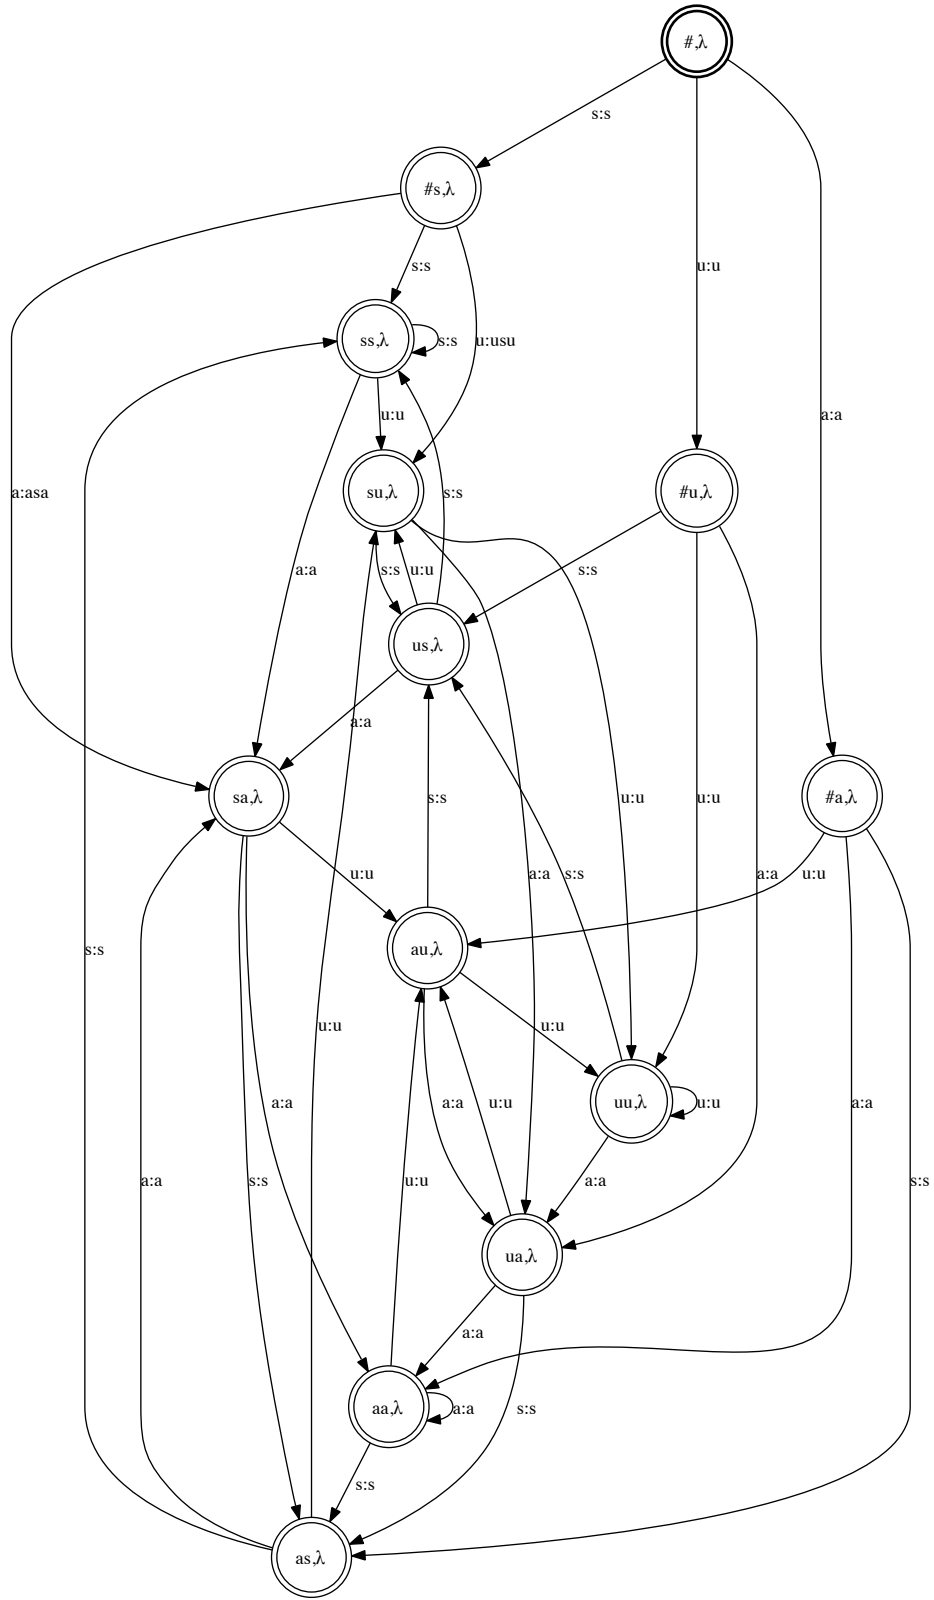 #,λ
s:s
#s,λ
u:u
s:s
ss,λ
s:s
u:usu
u:u
a:a
a:asa
su,λ
s:s
#u,λ
a:a
s:s
u:u
s:s
us,λ
a:a
sa,λ
s:s
u:u
u:u
#a,λ
u:u
a:a
s:s
a:a
u:u
s:s
au,λ
u:u
u:u
a:a
a:a
u:u
uu,λ
u:u
a:a
a:a
s:s
u:u
a:a
s:s
ua,λ
a:a
aa,λ
a:a
s:s
s:s
as,λ